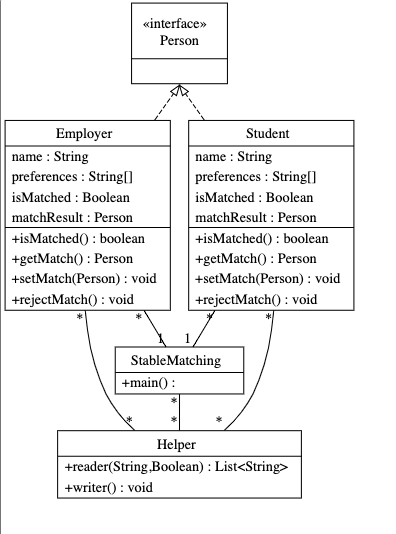 «interface»
Person
Employer
name : String
preferences : String[]
isMatched : Boolean
matchResult : Person
+isMatched() : boolean
+getMatch() : Person
+setMatch(Person) : void
+rejectMatch() : void
Student
name : String
preferences : String[]
isMatched : Boolean
matchResult : Person
+isMatched() : boolean
+getMatch() : Person
+setMatch(Person) : void
+rejectMatch() : void
* * * *
1 1
StableMatching
+main() :
*
* * *
Helper
+reader(String,Boolean) : List<String>
+writer() : void